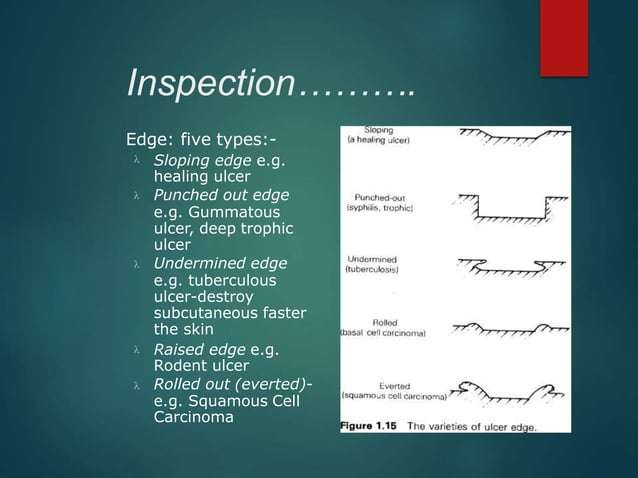 Inspection……….
Edge: five types:-
λ Sloping edge e.g.
healing ulcer
λ Punched out edge
e.g. Gummatous
ulcer, deep trophic
ulcer
λ Undermined edge
e.g. tuberculous
ulcer-destroy
subcutaneous faster
the skin
λ Raised edge e.g.
Rodent ulcer
λ Rolled out (everted)-
e.g. Squamous Cell
Carcinoma
Sloping
(a healing ulcer)
Punched-out
(syphilis, trophic)
Undermined
(tuberculosis)
Rolled
(basal cell carcinoma)
Everted
(squamous cell carcinoma)
Figure 1.15 The varieties of ulcer edge.